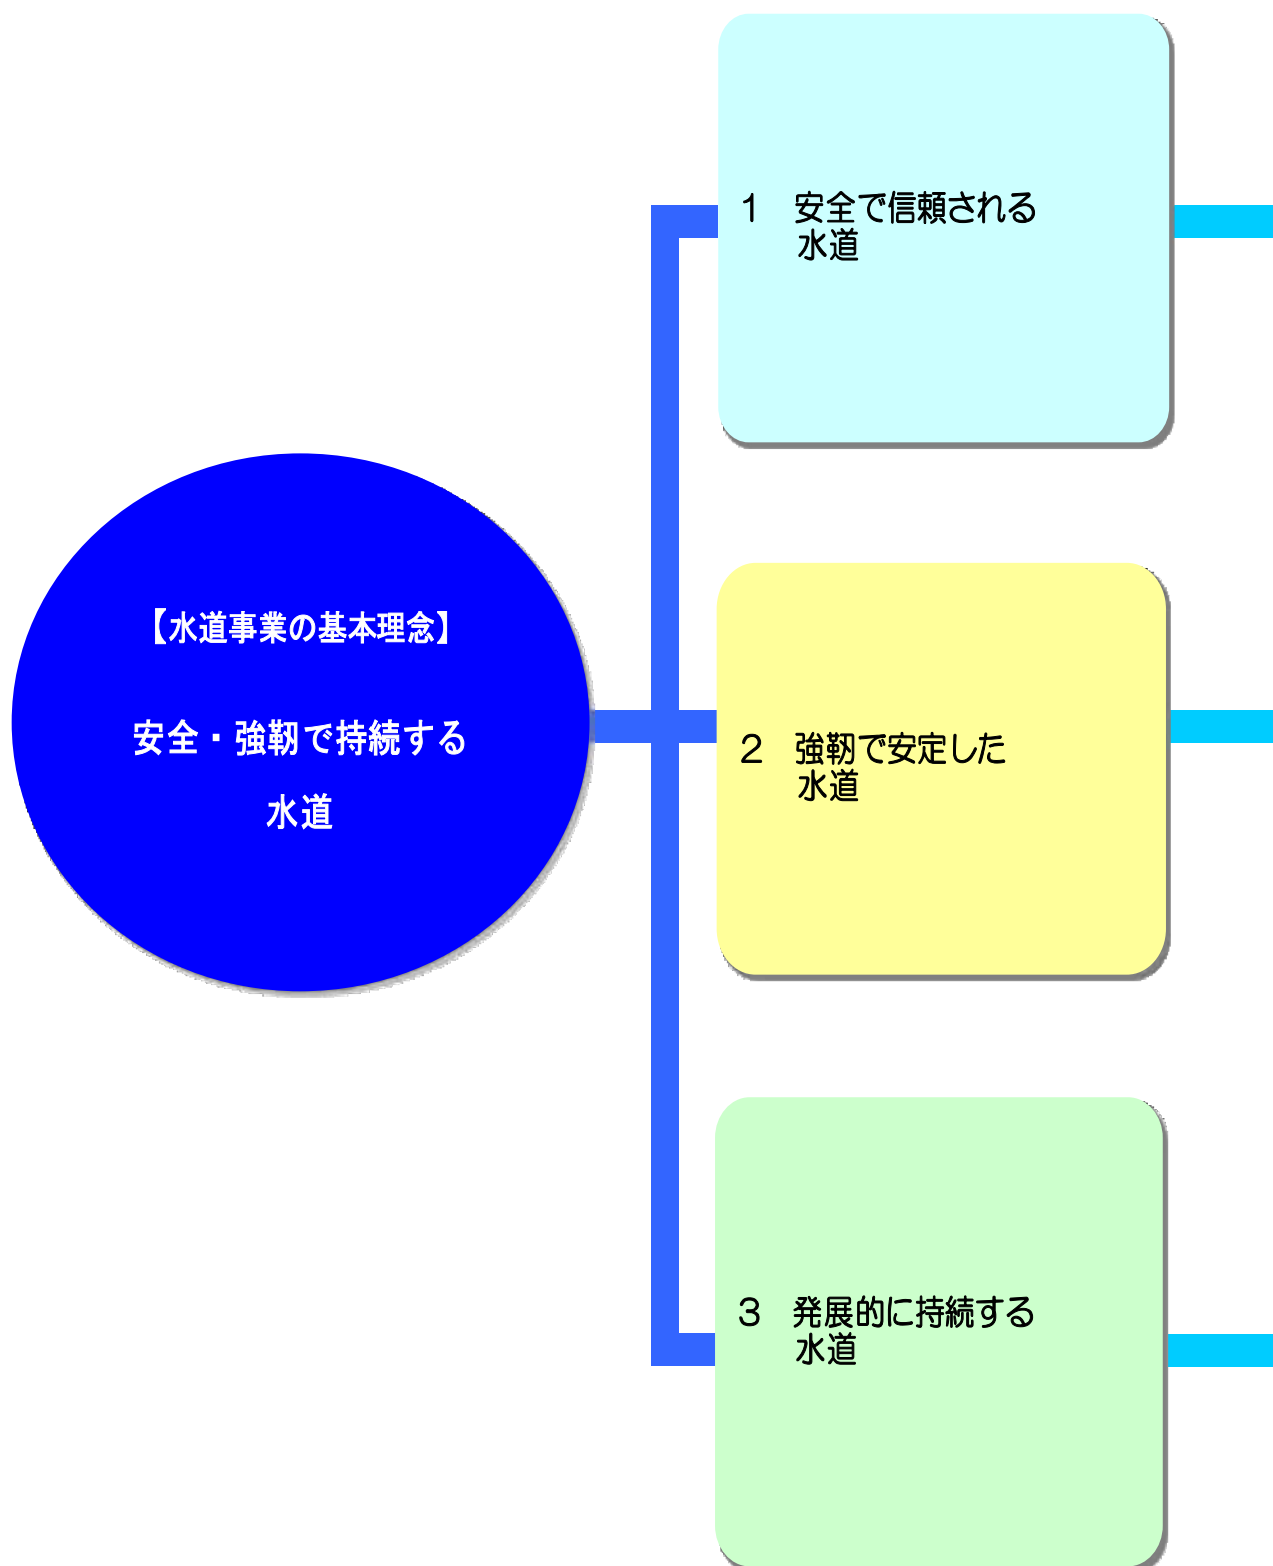 【水道事業の基本理念】
安全・強靭で持続する
水道
１　安全で信頼される
水道
２　強靭で安定した
水道
３　発展的に持続する
水道